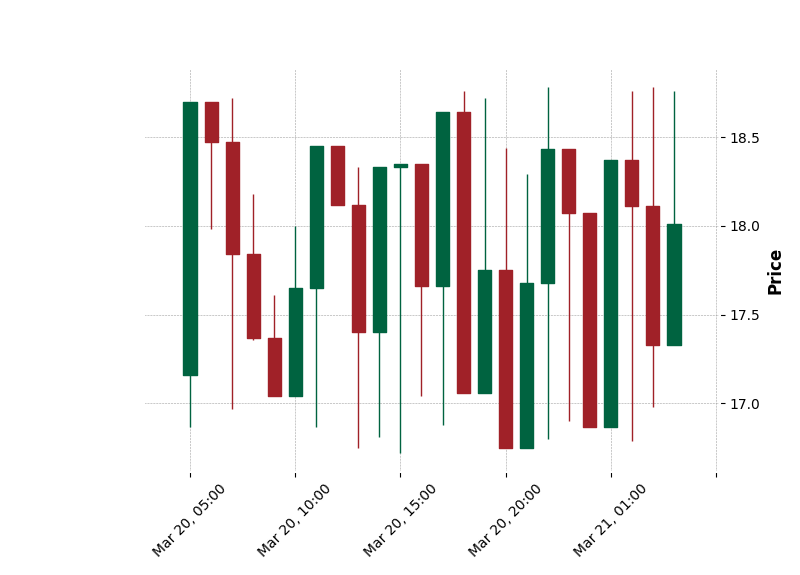 18.5
18.0
17.5
17.0
Price
Mar 20, 05:00
Mar 20, 10:00
Mar 20, 15:00
Mar 20, 20:00
Mar 21, 01:00